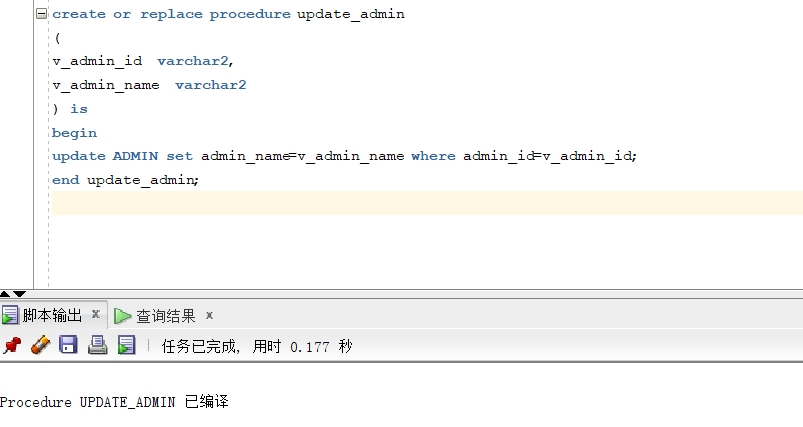 create or replace procedure update_admin
(
v_admin_id  varchar2,
v_admin_name  varchar2
) is
begin
update ADMIN set admin_name=v_admin_name where admin_id=v_admin_id;
end update_admin;
脚本输出 x 查询结果 x
任务已完成, 用时 0.177 秒
Procedure UPDATE_ADMIN 已编译